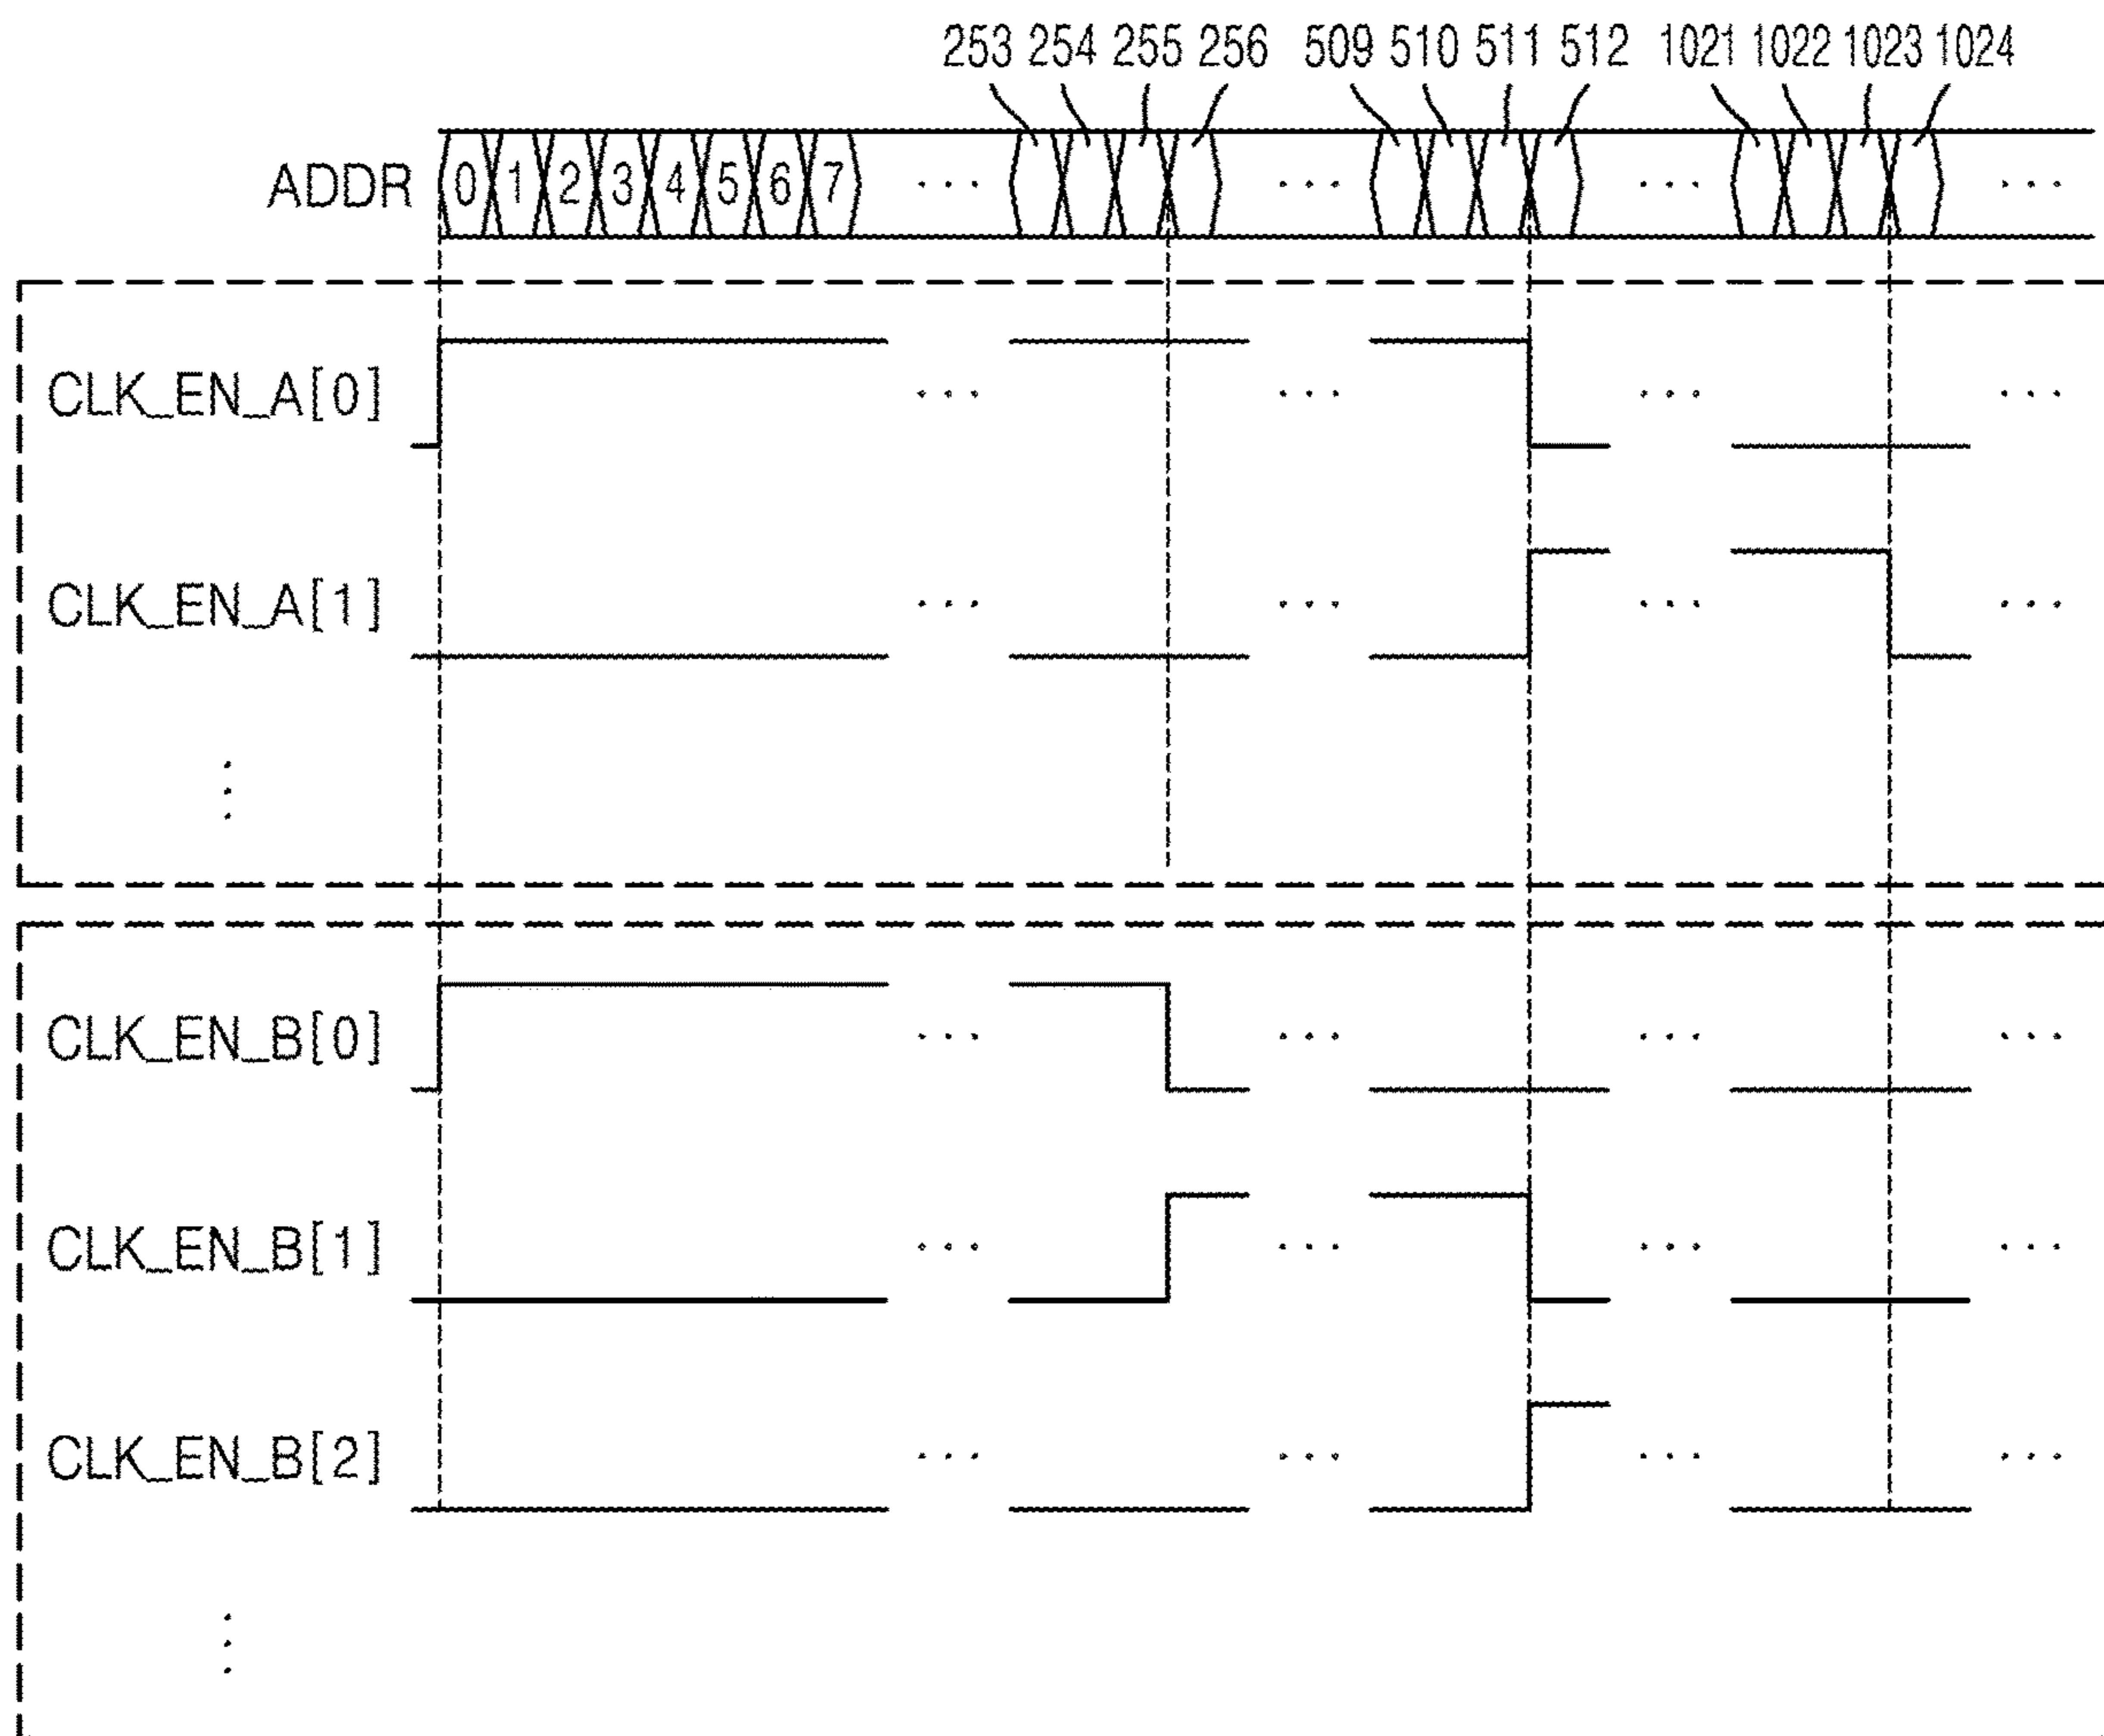 253 254 255 256 509 510 511 512 1021 1022 1023 1024
ADDR 0 1 2 3 4 5 6 7 ... ... ... ...
CLK_EN_A[0] ... ... ... ...
CLK_EN_A[1] ... ... ... ...
⋮
CLK_EN_B[0] ... ... ... ...
CLK_EN_B[1] ... ... ... ...
CLK_EN_B[2] ... ... ... ...
⋮